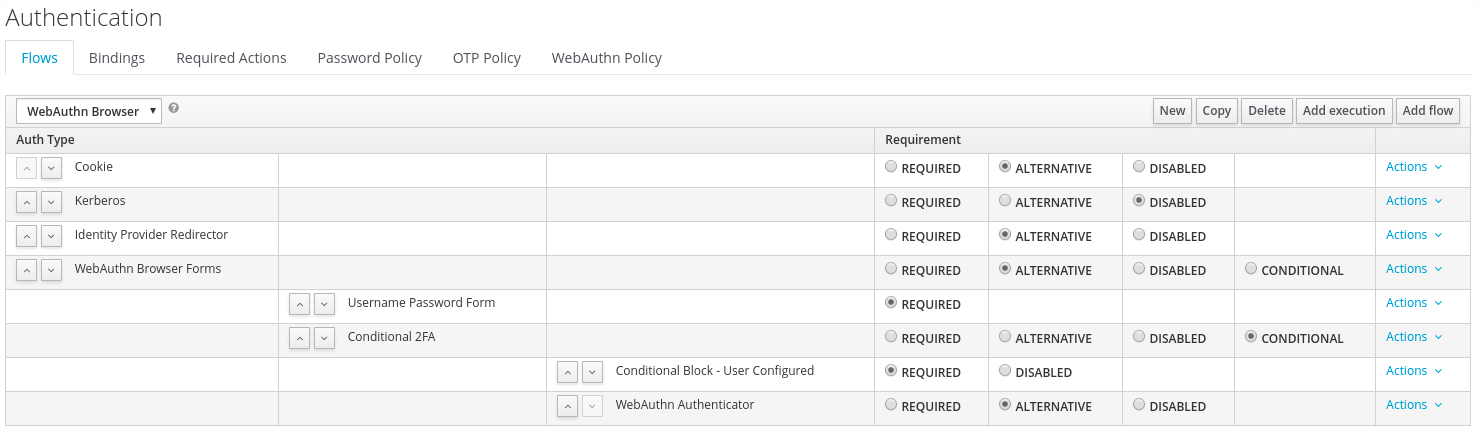 Authentication
Flows Bindings Required Actions Password Policy OTP Policy WebAuthn Policy
WebAuthn Browser New Copy Delete Add execution Add flow
Auth Type Requirement
Cookie REQUIRED ALTERNATIVE DISABLED Actions
Kerberos REQUIRED ALTERNATIVE DISABLED Actions
Identity Provider Redirector REQUIRED ALTERNATIVE DISABLED Actions
WebAuthn Browser Forms REQUIRED ALTERNATIVE DISABLED CONDITIONAL Actions
Username Password Form REQUIRED Actions
Conditional 2FA REQUIRED ALTERNATIVE DISABLED CONDITIONAL Actions
Conditional Block - User Configured REQUIRED DISABLED Actions
WebAuthn Authenticator REQUIRED ALTERNATIVE DISABLED Actions